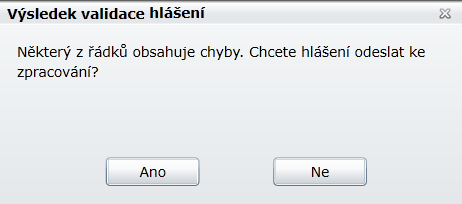 Výsledek validace hlášení
Některý z řádků obsahuje chyby. Chcete hlášení odeslat ke
zpracování?
Ano
Ne